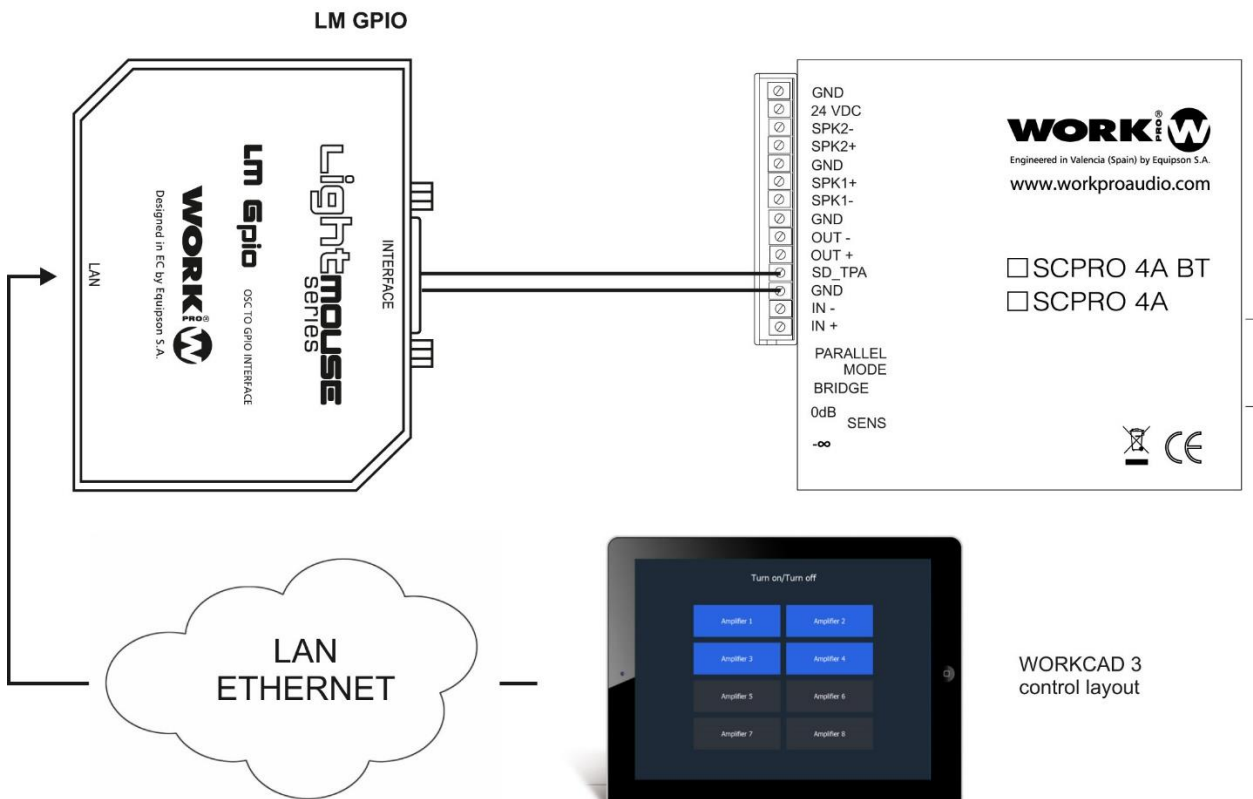 LM GPIO
LAN
WORK PRO®
Designed in EC by Equipson S.A.
LM Gpio
OSC TO GPIO INTERFACE
LightMOUSE
series
INTERFACE
GND
24 VDC
SPK2-
SPK2+
GND
SPK1+
SPK1-
GND
OUT -
OUT +
SD_TPA
GND
IN -
IN +
PARALLEL
MODE
BRIDGE
0dB
SENS
-∞
WORK PRO® W
Engineered in Valencia (Spain) by Equipson S.A.
www.workproaudio.com
SCPRO 4A BT
SCPRO 4A
CE
LAN
ETHERNET
Turn on/Turn off
Amplifier 1 Amplifier 2
Amplifier 3 Amplifier 4
Amplifier 5 Amplifier 6
Amplifier 7 Amplifier 8
WORKCAD 3
control layout